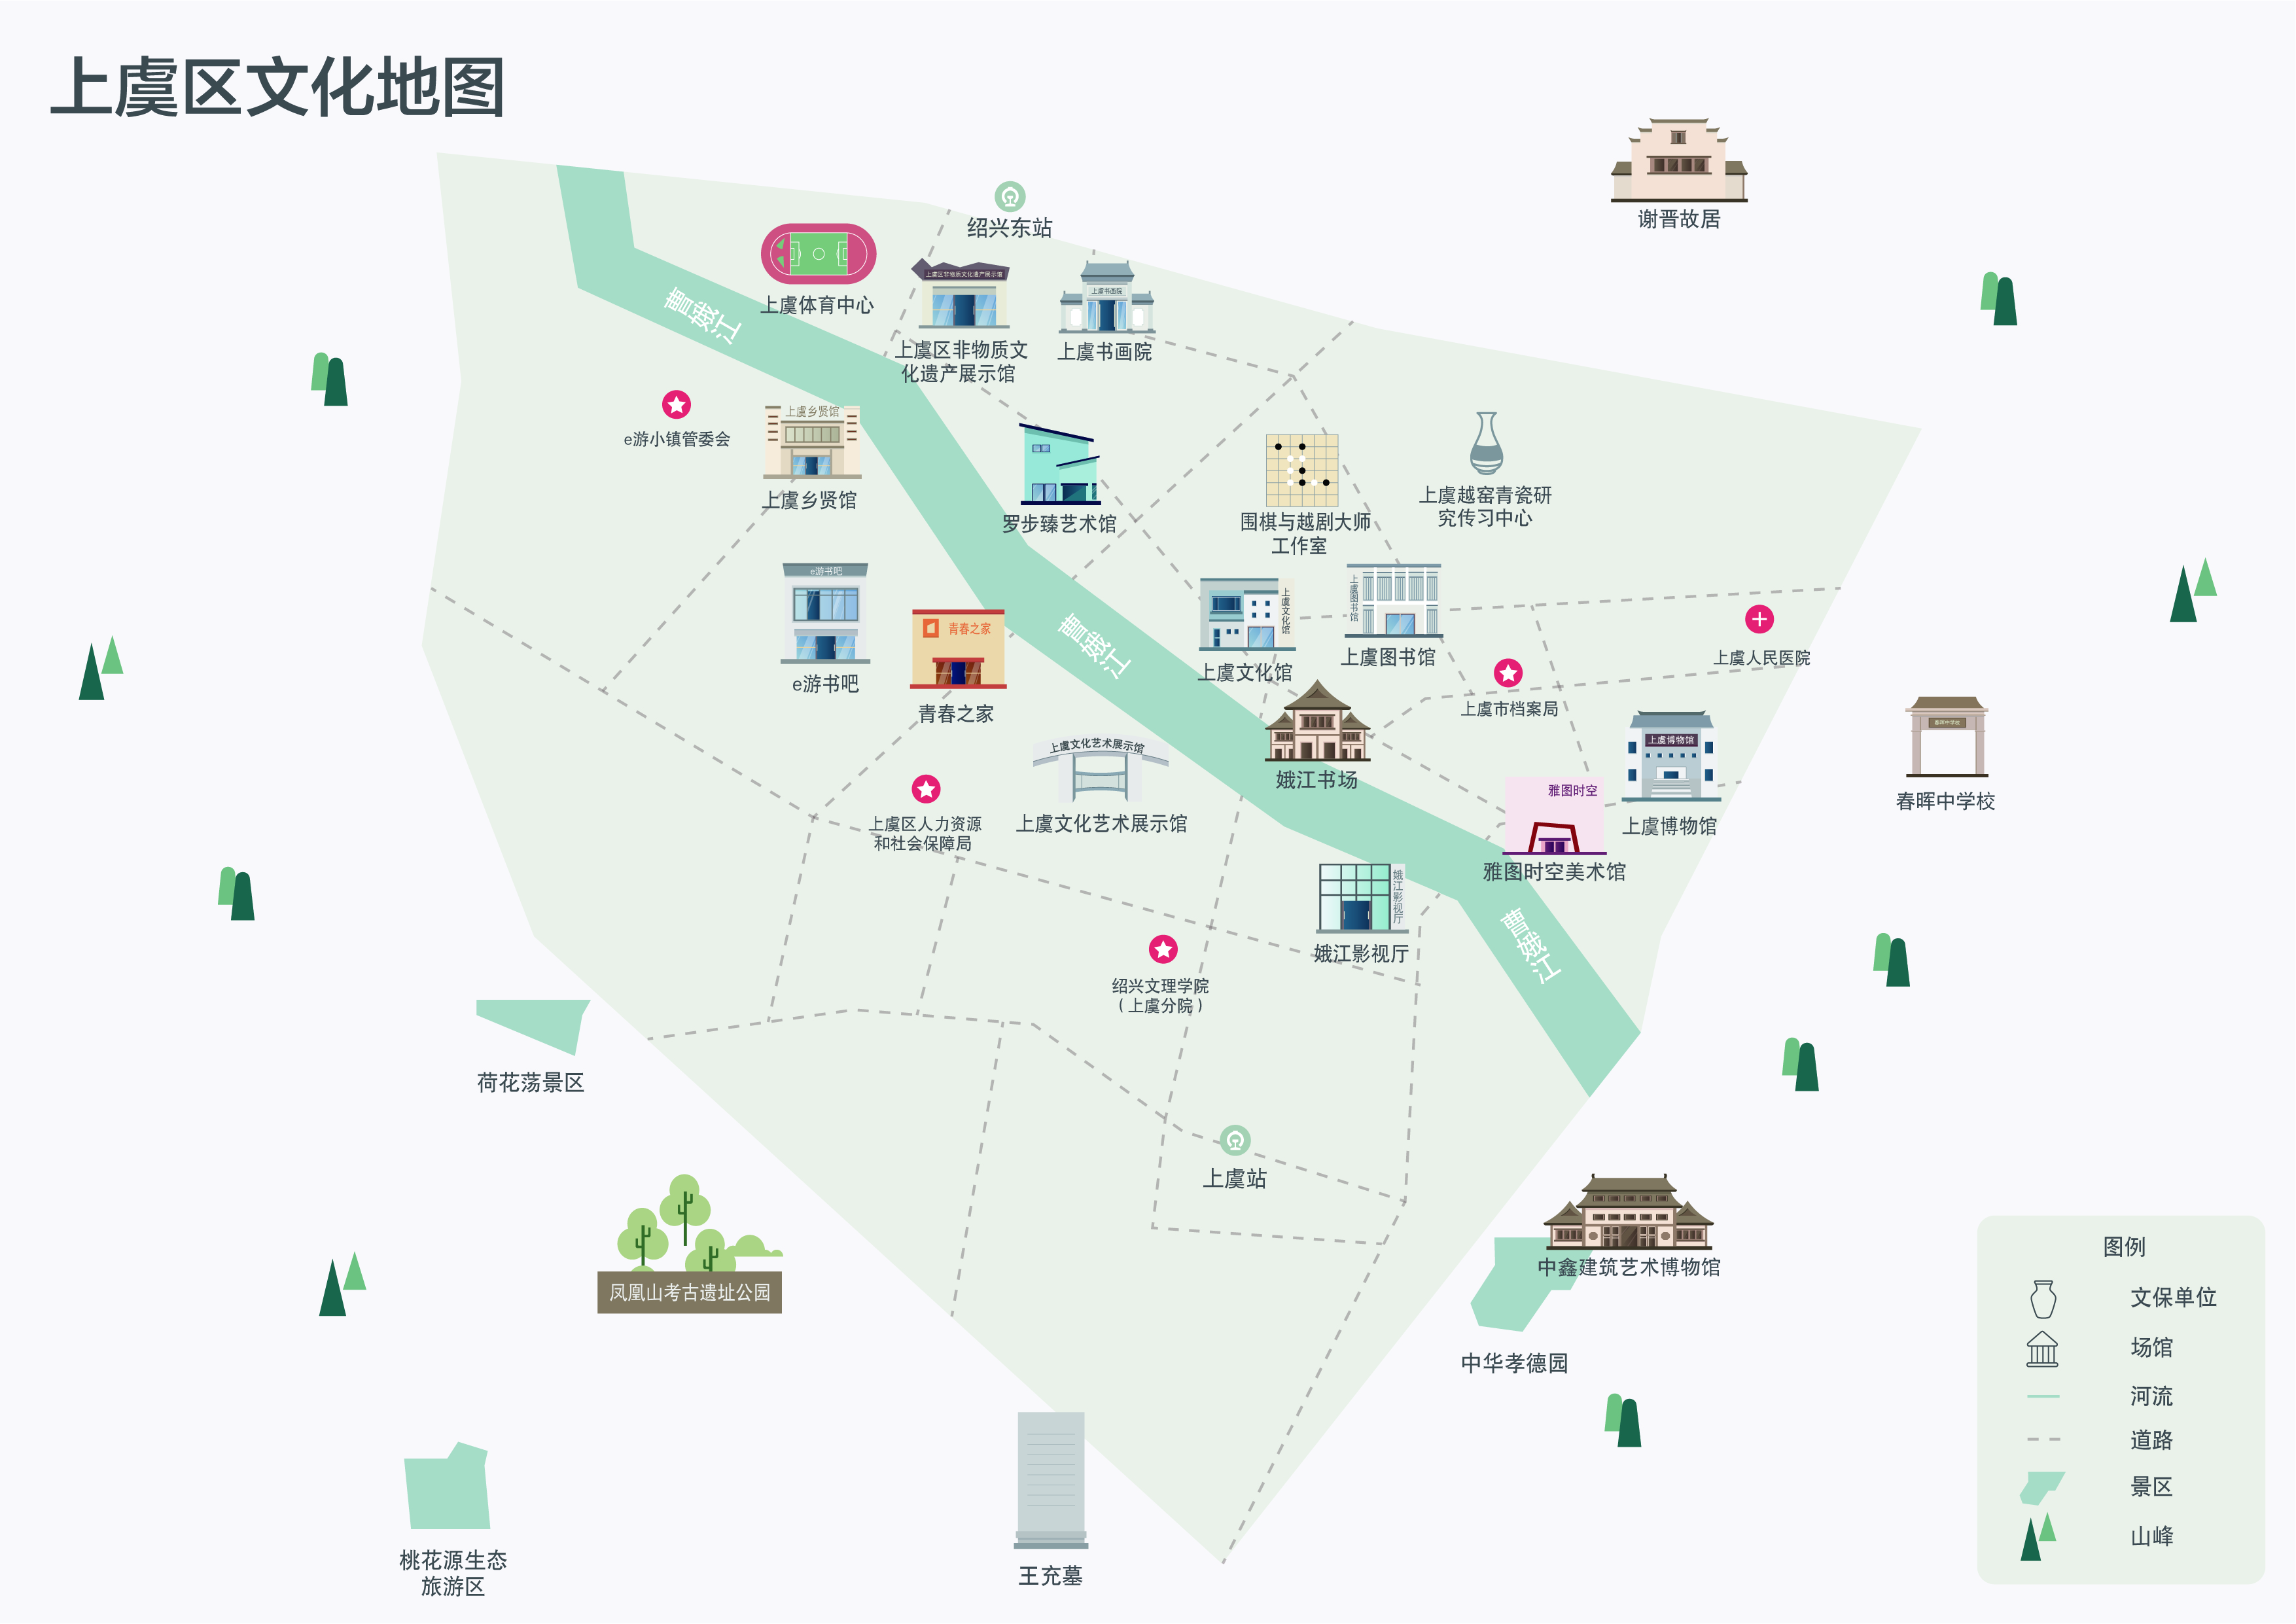 上虞区文化地图
谢晋故居
绍兴东站
上虞体育中心
上虞区非物质文化遗产展示馆
上虞区非物质文
化遗产展示馆
上虞书画院
上虞书画院
曹娥江
e游小镇管委会
上虞乡贤馆
上虞乡贤馆
罗步臻艺术馆
围棋与越剧大师
工作室
上虞越窑青瓷研
究传习中心
e游书吧
e游书吧
青春之家
青春之家
曹娥江
上虞文化馆
上虞文化馆
上虞图书馆
上虞图书馆
上虞人民医院
上虞市档案局
春晖中学校
春晖中学校
上虞文化艺术展示馆
上虞文化艺术展示馆
娥江书场
上虞博物馆
上虞博物馆
雅图时空
雅图时空美术馆
上虞区人力资源
和社会保障局
娥江影视厅
娥江影视厅
曹娥江
绍兴文理学院
（上虞分院）
荷花荡景区
上虞站
凤凰山考古遗址公园
中鑫建筑艺术博物馆
中华孝德园
桃花源生态
旅游区
王充墓
图例
文保单位
场馆
河流
道路
景区
山峰